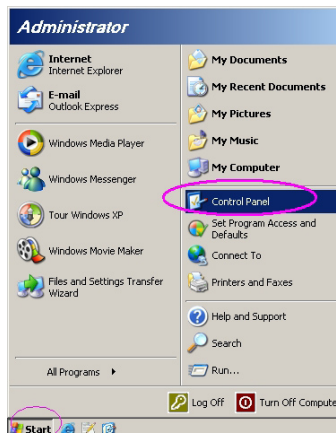 Administrator
Internet
Internet Explorer
E-mail
Outlook Express
Windows Media Player
Windows Messenger
Tour Windows XP
Windows Movie Maker
Files and Settings Transfer
Wizard
All Programs
My Documents
My Recent Documents
My Pictures
My Music
My Computer
Control Panel
Set Program Access and
Defaults
Connect To
Printers and Faxes
Help and Support
Search
Run...
Log Off
Turn Off Compute
Start